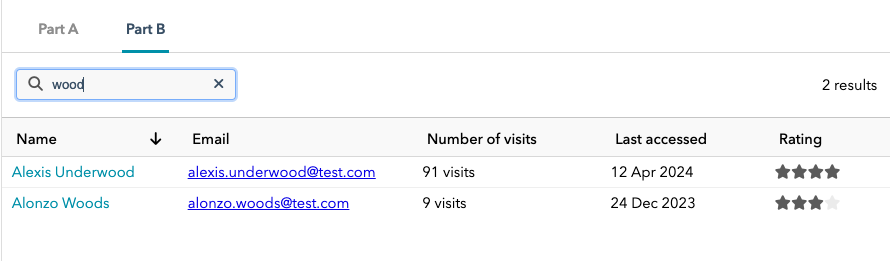 Part A Part B
wood 2 results
Name Email Number of visits Last accessed Rating
Alexis Underwood alexis.underwood@test.com 91 visits 12 Apr 2024
Alonzo Woods alonzo.woods@test.com 9 visits 24 Dec 2023